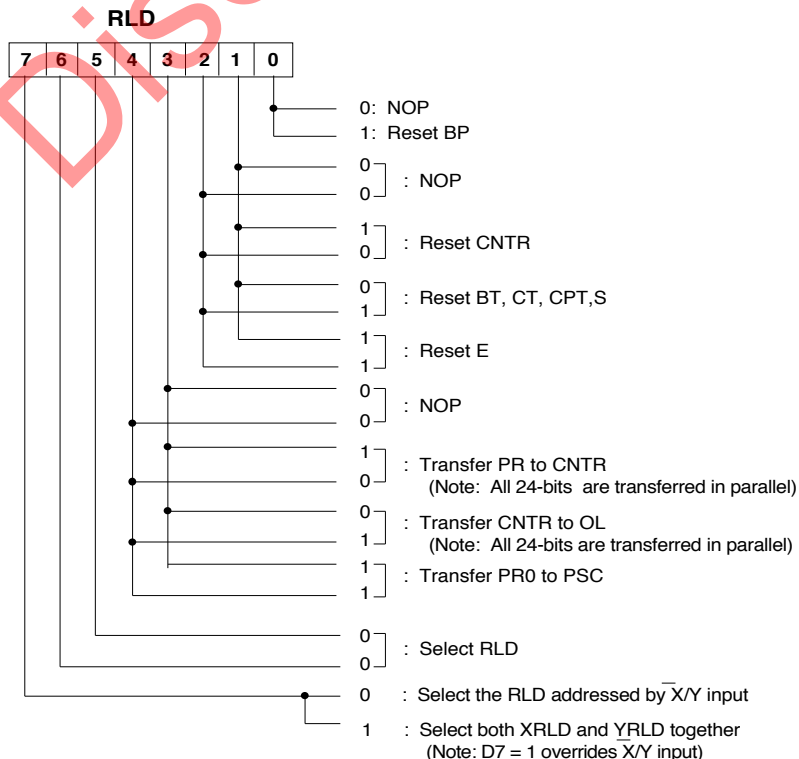 RLD
7 6 5 4 3 2 1 0
0: NOP
1: Reset BP
0
0
: NOP
1
0
: Reset CNTR
0
1
: Reset BT, CT, CPT,S
1
1
: Reset E
0
0
: NOP
1
0
: Transfer PR to CNTR
(Note: All 24-bits are transferred in parallel)
0
1
: Transfer CNTR to OL
(Note: All 24-bits are transferred in parallel)
1
1
: Transfer PR0 to PSC
0
0
: Select RLD
0 : Select the RLD addressed by X̅/Y input
1 : Select both XRLD and YRLD together
(Note: D7 = 1 overrides X̅/Y input)